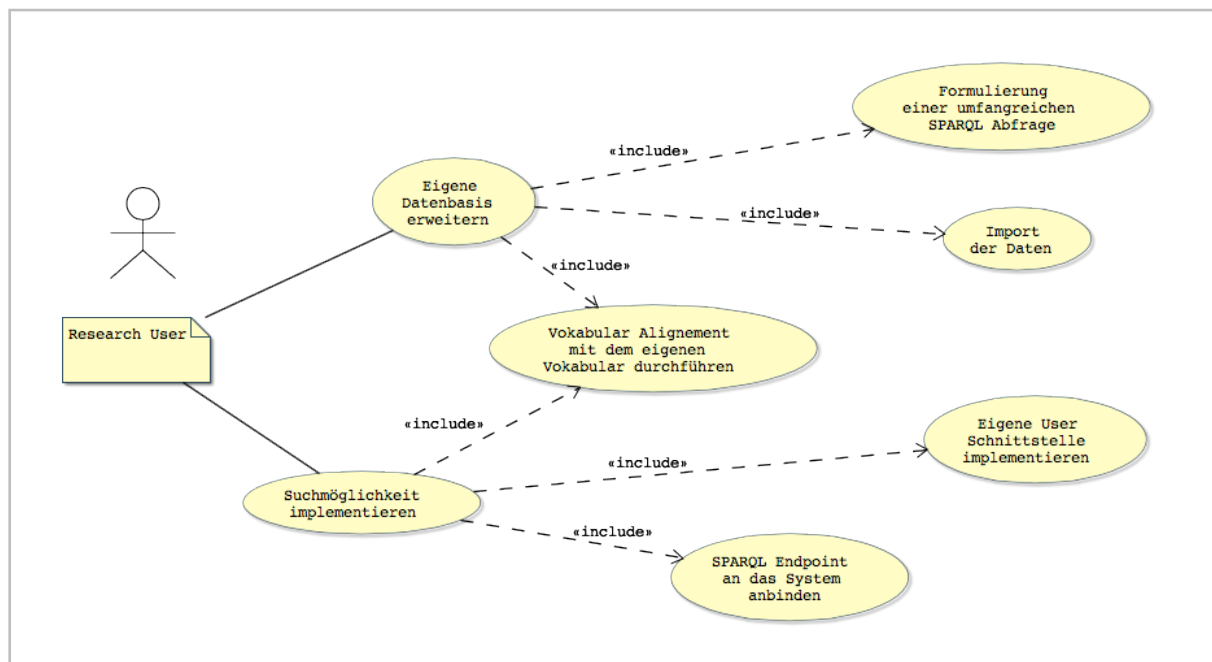 Formulierung
einer umfangreichen
SPARQL Abfrage
«include»
Eigene
Datenbasis
erweitern
«include»
Import
der Daten
«include»
Research User
Vokabular Alignement
mit dem eigenen
Vokabular durchführen
«include»
Eigene User
Schnittstelle
implementieren
«include»
Suchmöglichkeit
implementieren
«include»
SPARQL Endpoint
an das System
anbinden